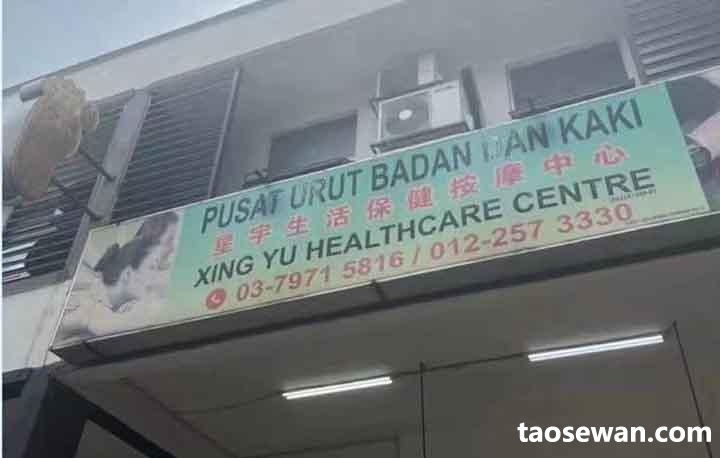 PUSAT URUT BADAN DAN KAKI
星宇生活保健按摩中心
XING YU HEALTHCARE CENTRE
03-7971 5816 / 012-257 3330
taosewan.com